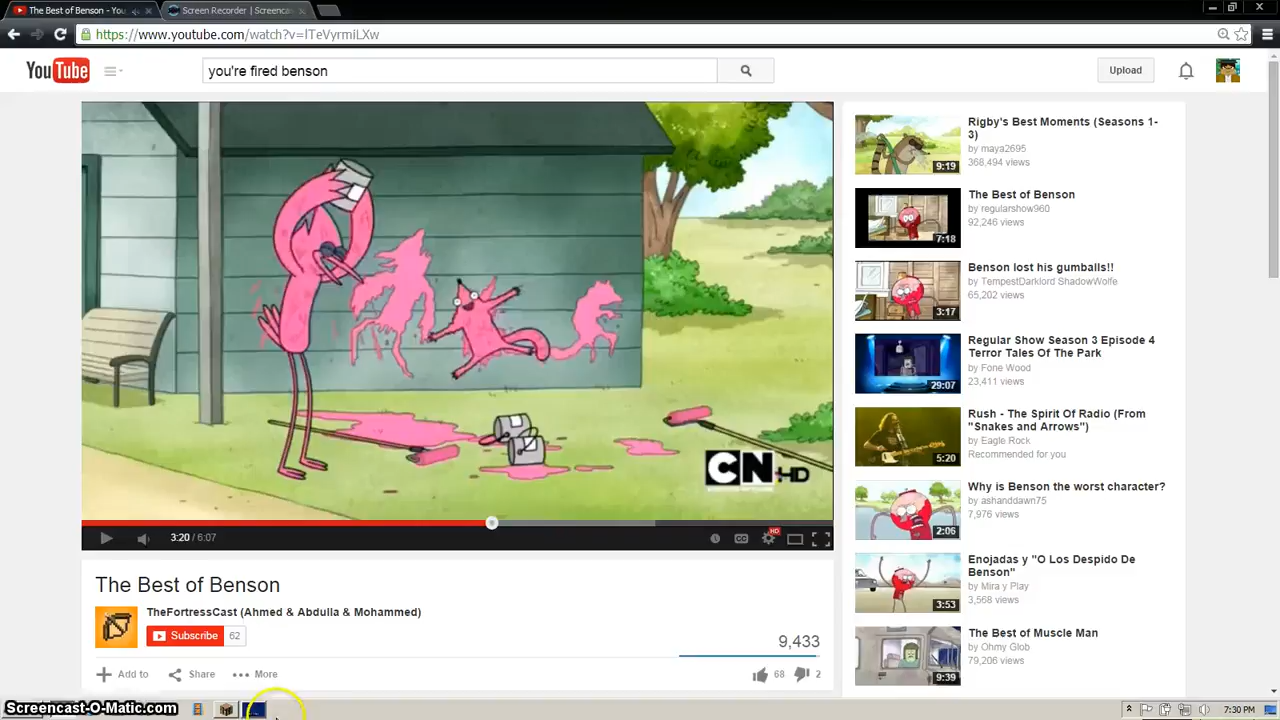 The Best of Benson - You
Screen Recorder | Screencas
https://www.youtube.com/watch?v=ITeVyrmiLXw
YouTube
you're fired benson
Upload
CN HD
3:20 / 6:07
HD
The Best of Benson
TheFortressCast (Ahmed & Abdulla & Mohammed)
Subscribe 62
9,433
Add to Share More 68 2
Rigby's Best Moments (Seasons 1-
3)
by maya2695
368,494 views
9:19
The Best of Benson
by regularshow960
92,246 views
7:18
Benson lost his gumballs!!
by TempestDarklord ShadowWolfe
65,202 views
3:17
Regular Show Season 3 Episode 4
Terror Tales Of The Park
by Fone Wood
23,411 views
29:07
Rush - The Spirit Of Radio (From
"Snakes and Arrows")
by Eagle Rock
Recommended for you
5:20
Why is Benson the worst character?
by ashanddawn75
7,976 views
2:06
Enojadas y "O Los Despido De
Benson"
by Mira y Play
3,568 views
3:53
The Best of Muscle Man
by Ohmy Glob
79,206 views
9:39
Screencast-O-Matic.com
7:30 PM